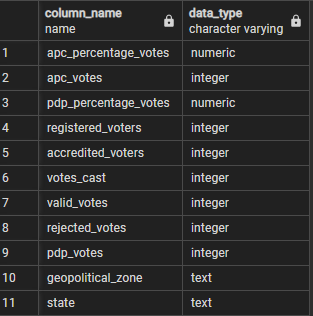 column_name data_type
name character varying
1 apc_percentage_votes numeric
2 apc_votes integer
3 pdp_percentage_votes numeric
4 registered_voters integer
5 accredited_voters integer
6 votes_cast integer
7 valid_votes integer
8 rejected_votes integer
9 pdp_votes integer
10 geopolitical_zone text
11 state text